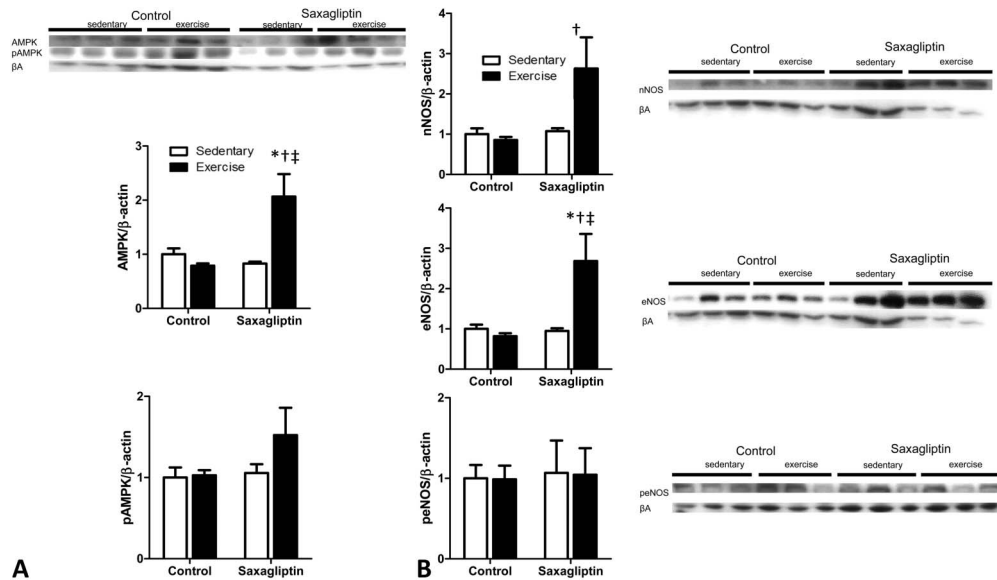 Control Saxagliptin
sedentary exercise sedentary exercise
AMPK
pAMPK
βA
3
2
1
0
AMPK/β-actin
Sedentary
Exercise
*†‡
Control Saxagliptin
2
1
0
pAMPK/β-actin
Control Saxagliptin
A
4
3
2
1
0
nNOS/β-actin
Sedentary
Exercise
†
Control Saxagliptin
Control Saxagliptin
sedentary exercise sedentary exercise
nNOS
βA
4
3
2
1
0
eNOS/β-actin
*†‡
Control Saxagliptin
Control Saxagliptin
sedentary exercise sedentary exercise
eNOS
βA
2
1
0
peNOS/β-actin
Control Saxagliptin
Control Saxagliptin
sedentary exercise sedentary exercise
peNOS
βA
B